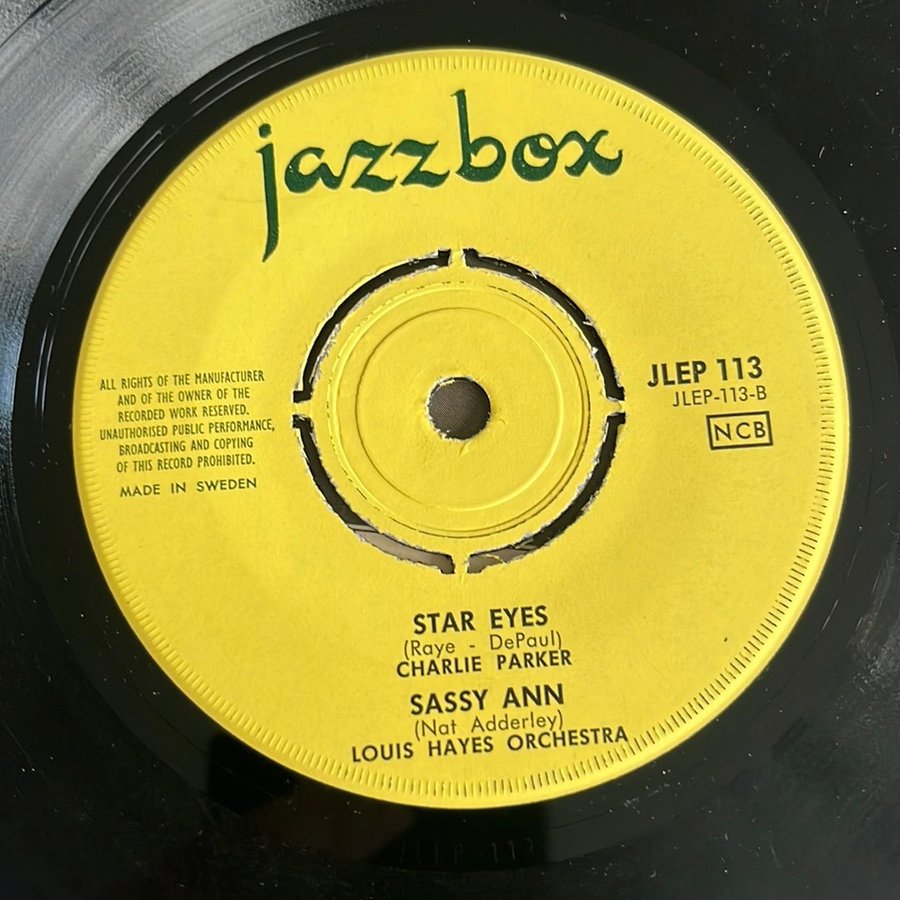 jazzbox
ALL RIGHTS OF THE MANUFACTURER
AND OF THE OWNER OF THE
RECORDED WORK RESERVED.
UNAUTHORISED PUBLIC PERFORMANCE,
BROADCASTING AND COPYING
OF THIS RECORD PROHIBITED.
MADE IN SWEDEN
JLEP 113
JLEP-113-B
NCB
STAR EYES
(Raye - DePaul)
CHARLIE PARKER
SASSY ANN
(Nat Adderley)
LOUIS HAYES ORCHESTRA